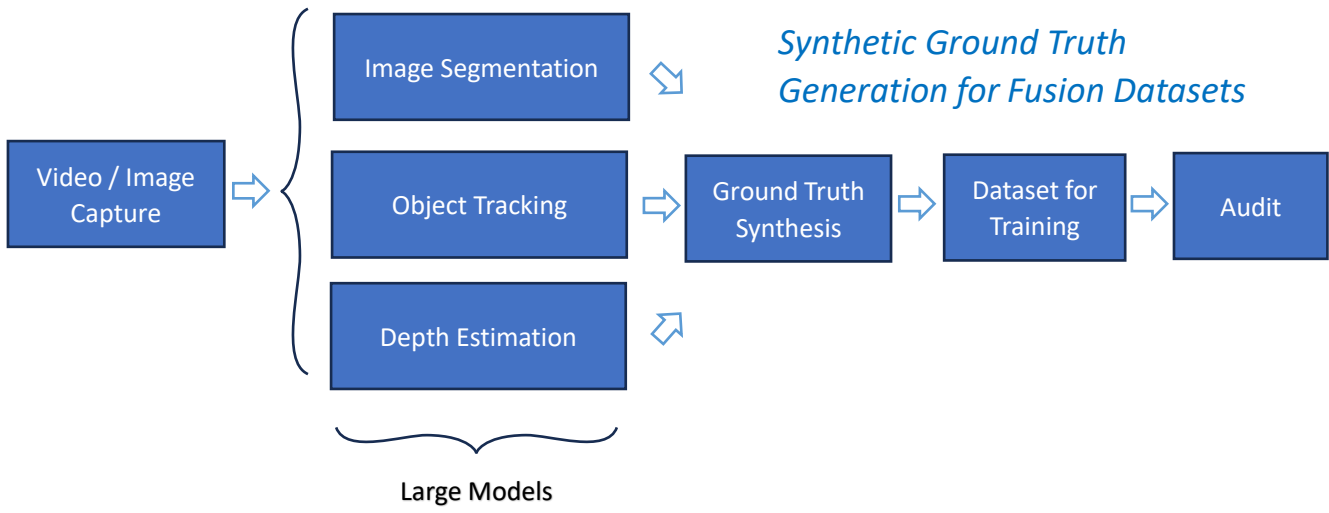 Image Segmentation
Synthetic Ground Truth
Generation for Fusion Datasets
Video / Image
Capture
Object Tracking
Ground Truth
Synthesis
Dataset for
Training
Audit
Depth Estimation
Large Models